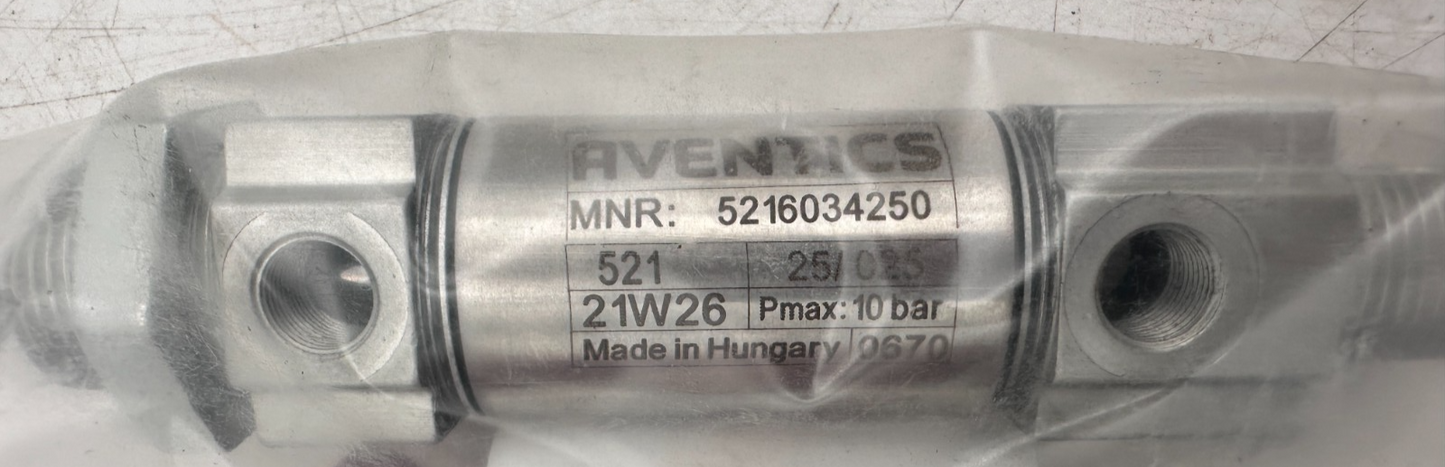 AVENTICS
MNR: 5216034250
521 25/ 025
21W26 Pmax: 10 bar
Made in Hungary 0670